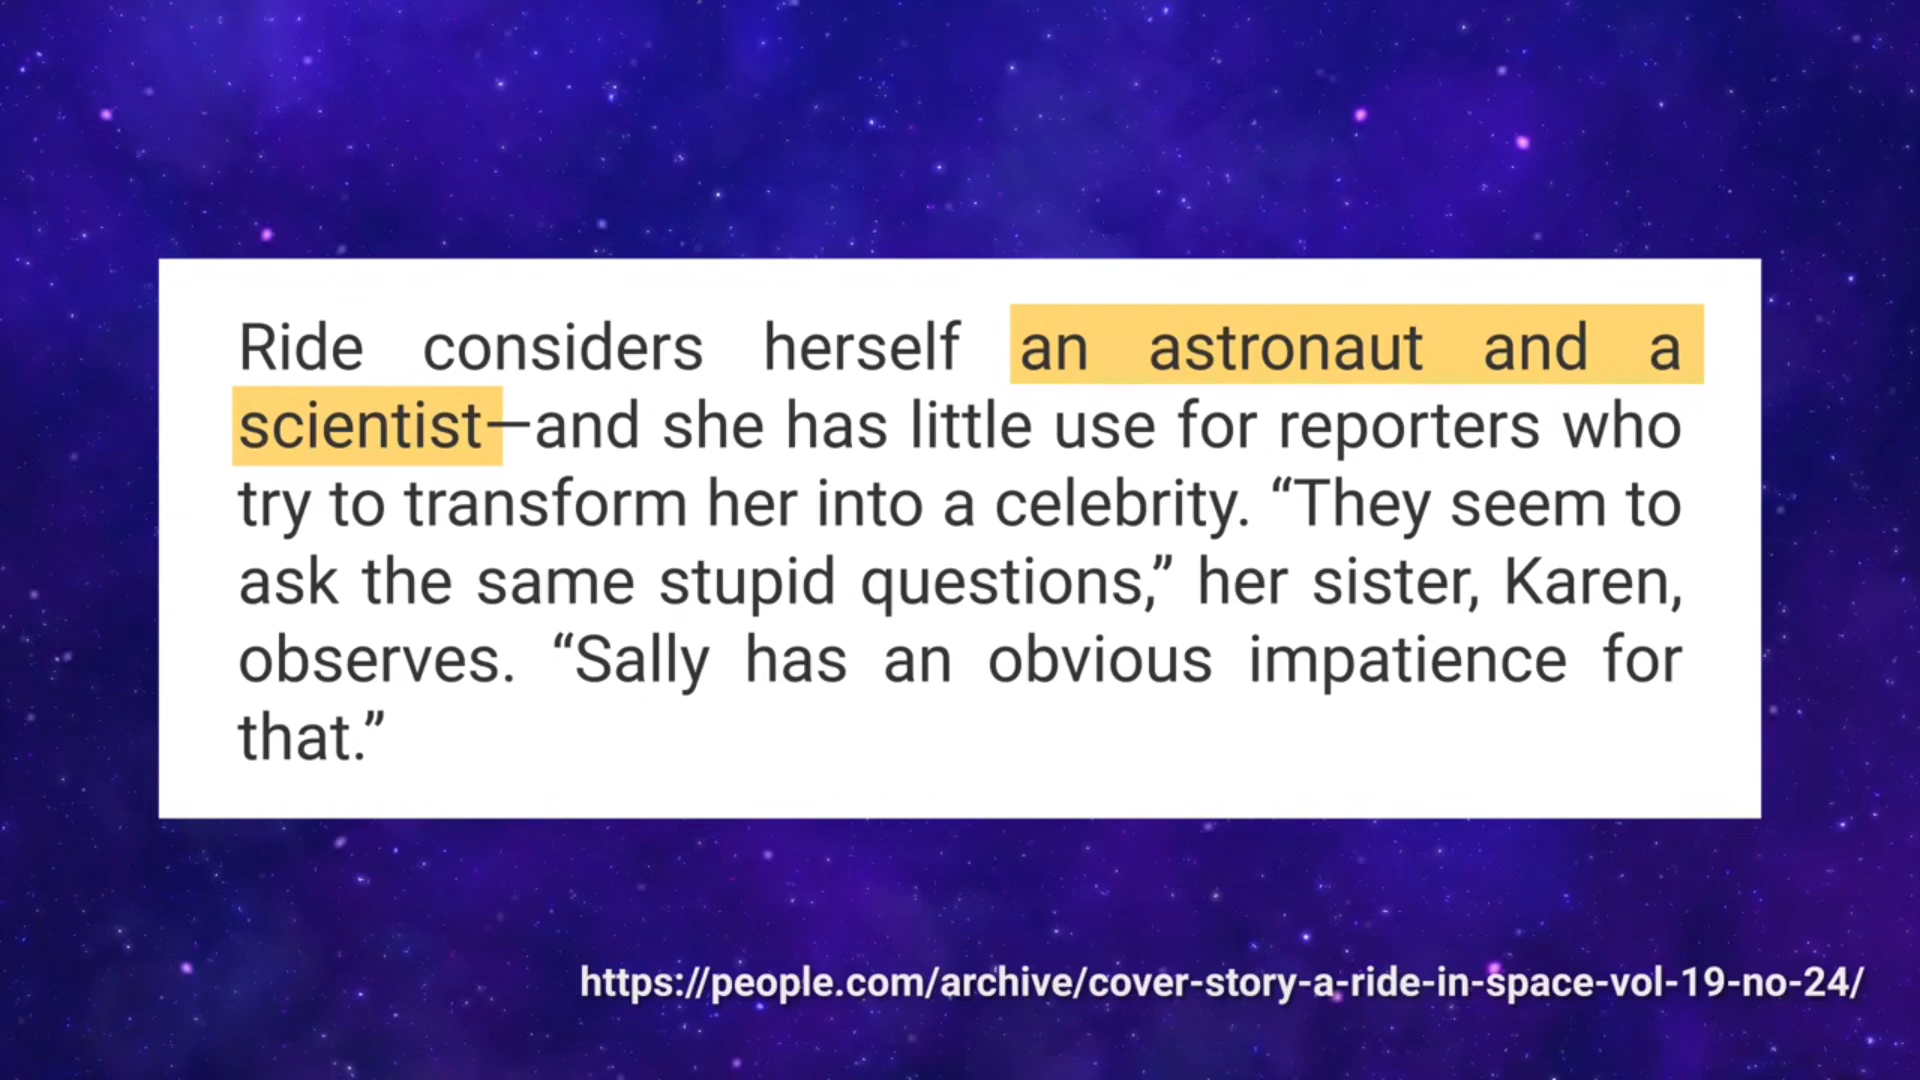 Ride considers herself an astronaut and a
scientist—and she has little use for reporters who
try to transform her into a celebrity. “They seem to
ask the same stupid questions,” her sister, Karen,
observes. “Sally has an obvious impatience for
that.”
https://people.com/archive/cover-story-a-ride-in-space-vol-19-no-24/